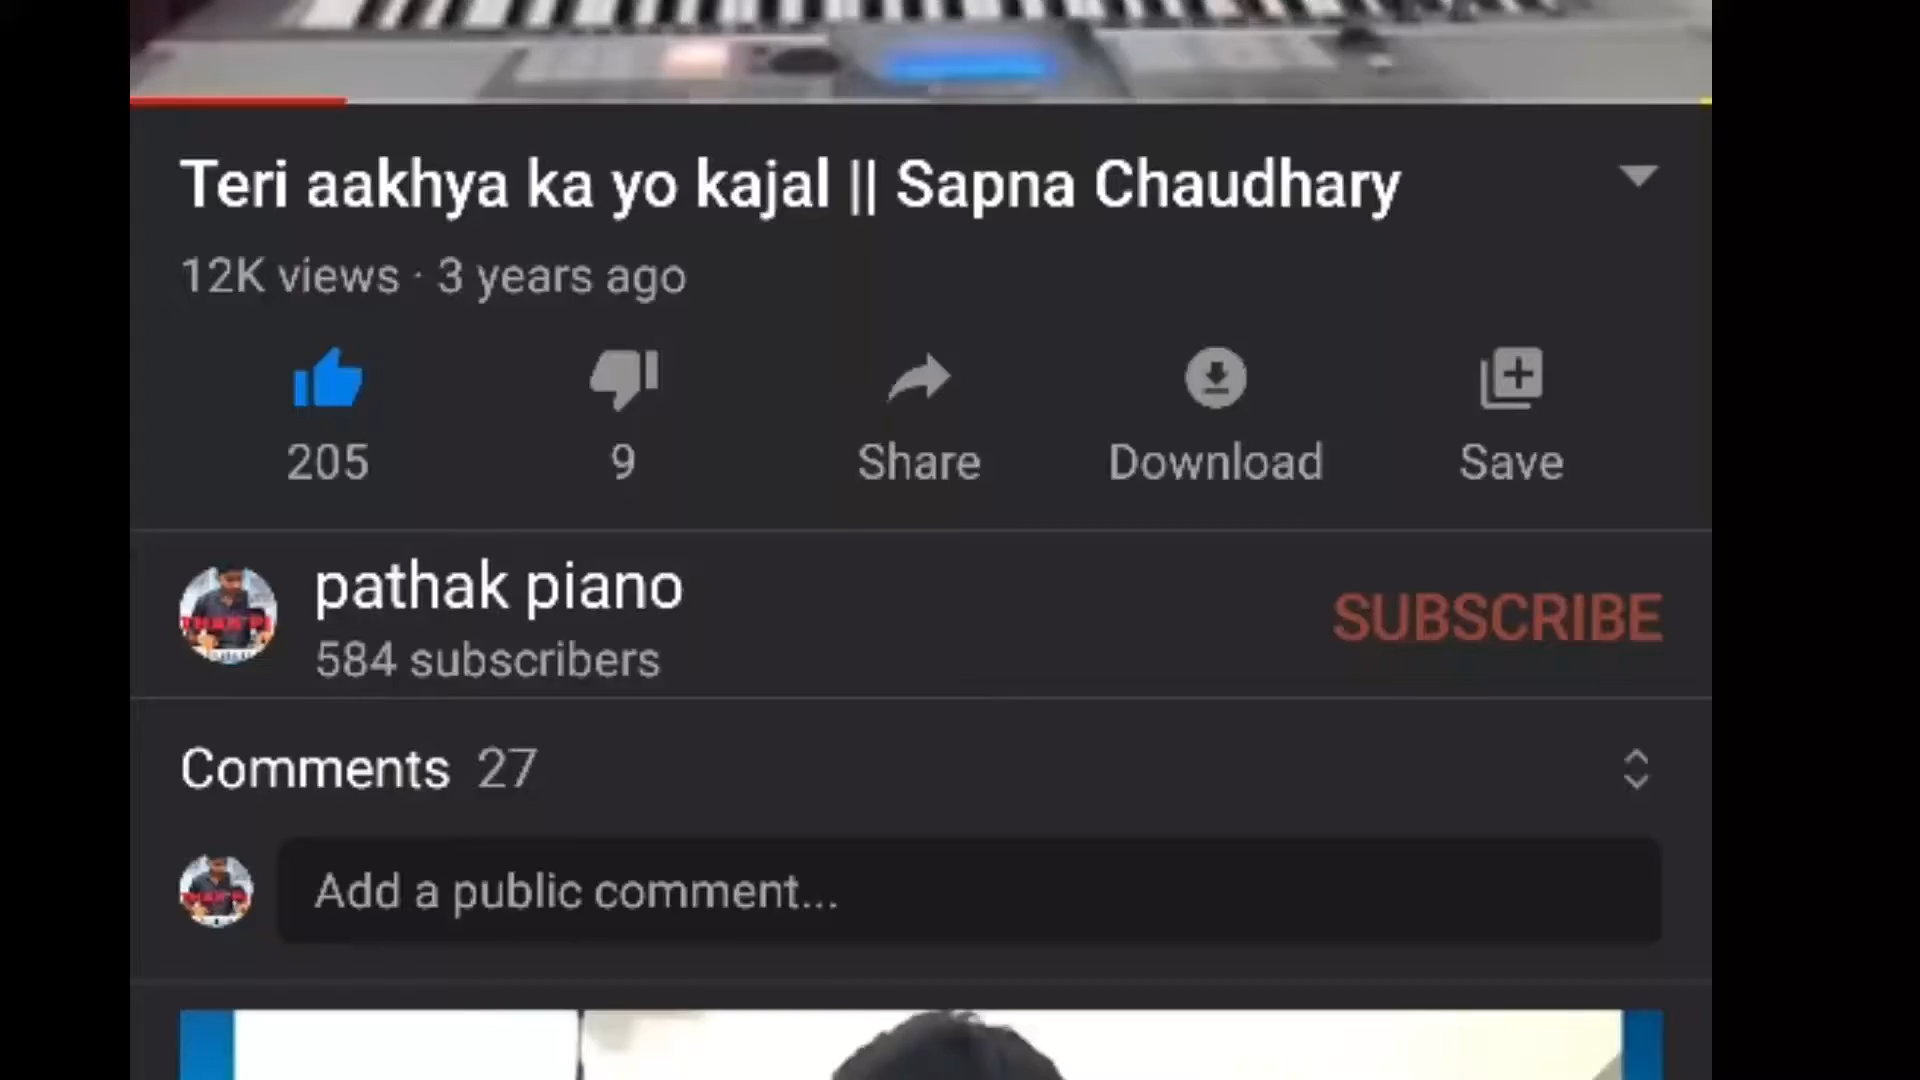 Teri aakhya ka yo kajal || Sapna Chaudhary
12K views · 3 years ago
205
9
Share
Download
Save
pathak piano
584 subscribers
SUBSCRIBE
Comments 27
Add a public comment...